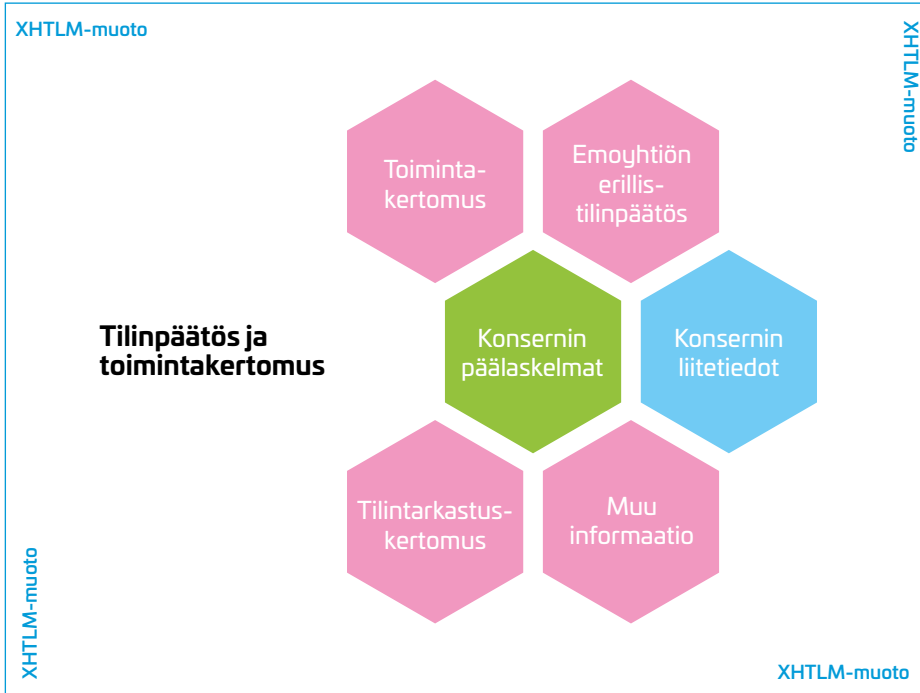 XHTLM-muoto
XHTLM-muoto
Toiminta-
kertomus
Emoyhtiön
erillis-
tilinpäätös
Tilinpäätös ja
toimintakertomus
Konsernin
päälaskelmat
Konsernin
liitetiedot
Tilintarkastus-
kertomus
Muu
informaatio
XHTLM-muoto
XHTLM-muoto